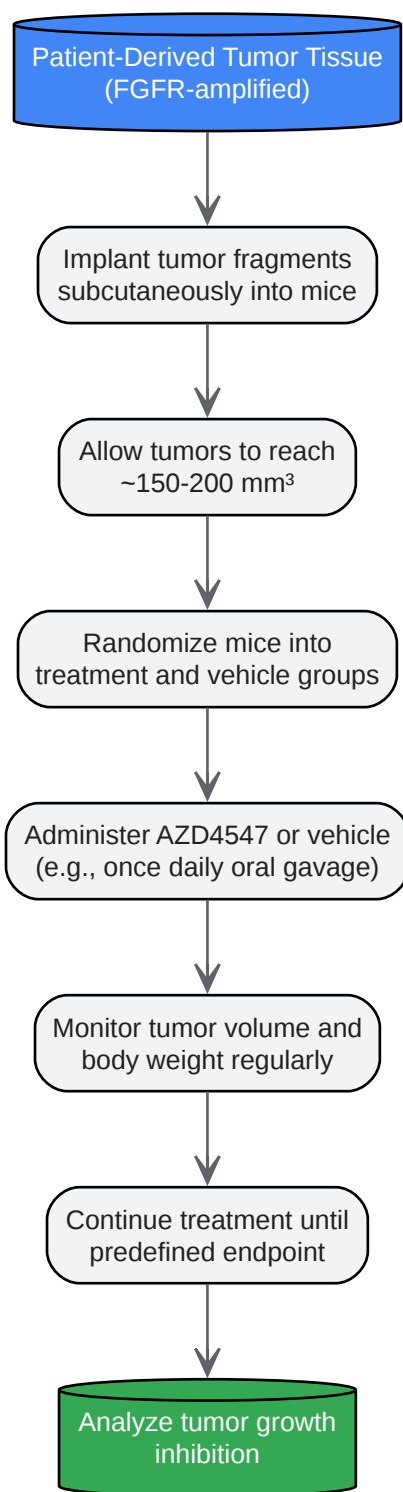 Patient-Derived Tumor Tissue
(FGFR-amplified)
Implant tumor fragments
subcutaneously into mice
Allow tumors to reach
~150-200 mm³
Randomize mice into
treatment and vehicle groups
Administer AZD4547 or vehicle
(e.g., once daily oral gavage)
Monitor tumor volume and
body weight regularly
Continue treatment until
predefined endpoint
Analyze tumor growth
inhibition